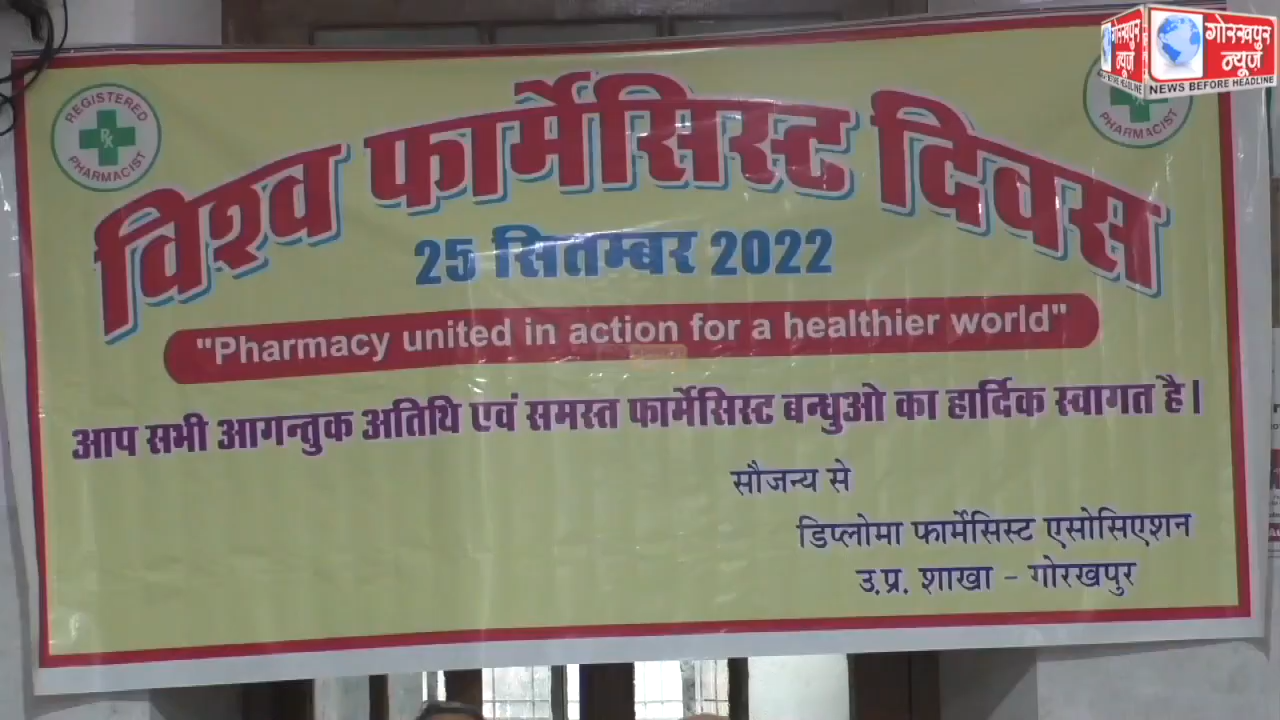 गोरखपुर न्यूज़
गोरखपुर न्यूज़
NEWS BEFORE HEADLINE
REGISTERED
PHARMACIST
PHARMACIST
विश्व फार्मेसिस्ट दिवस
25 सितम्बर 2022
"Pharmacy united in action for a healthier world"
आप सभी आगन्तुक अतिथि एवं समस्त फार्मेसिस्ट बन्धुओ का हार्दिक स्वागत है।
सौजन्य से
डिप्लोमा फार्मेसिस्ट एसोसिएशन
उ.प्र. शाखा - गोरखपुर